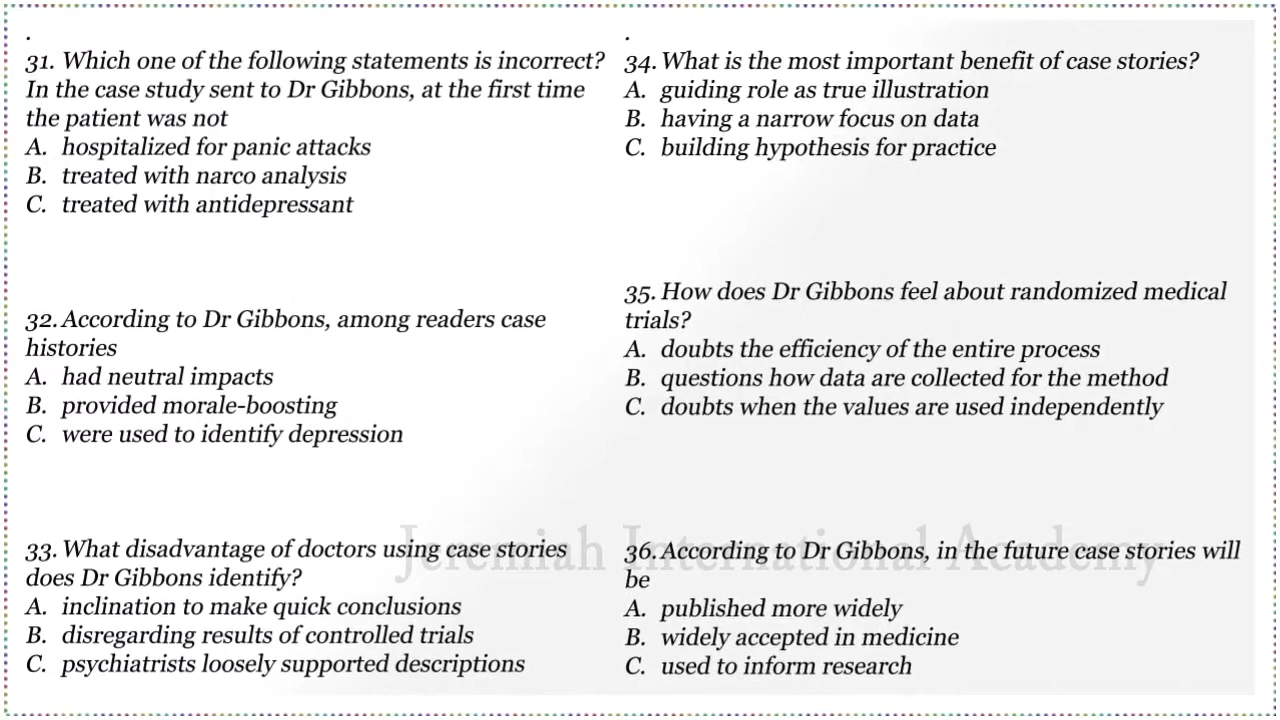 .
31. Which one of the following statements is incorrect?
In the case study sent to Dr Gibbons, at the first time
the patient was not
A. hospitalized for panic attacks
B. treated with narco analysis
C. treated with antidepressant
32. According to Dr Gibbons, among readers case
histories
A. had neutral impacts
B. provided morale-boosting
C. were used to identify depression
33. What disadvantage of doctors using case stories
does Dr Gibbons identify?
A. inclination to make quick conclusions
B. disregarding results of controlled trials
C. psychiatrists loosely supported descriptions
.
34. What is the most important benefit of case stories?
A. guiding role as true illustration
B. having a narrow focus on data
C. building hypothesis for practice
35. How does Dr Gibbons feel about randomized medical
trials?
A. doubts the efficiency of the entire process
B. questions how data are collected for the method
C. doubts when the values are used independently
36. According to Dr Gibbons, in the future case stories will
be
A. published more widely
B. widely accepted in medicine
C. used to inform research
Jeremiah International Academy